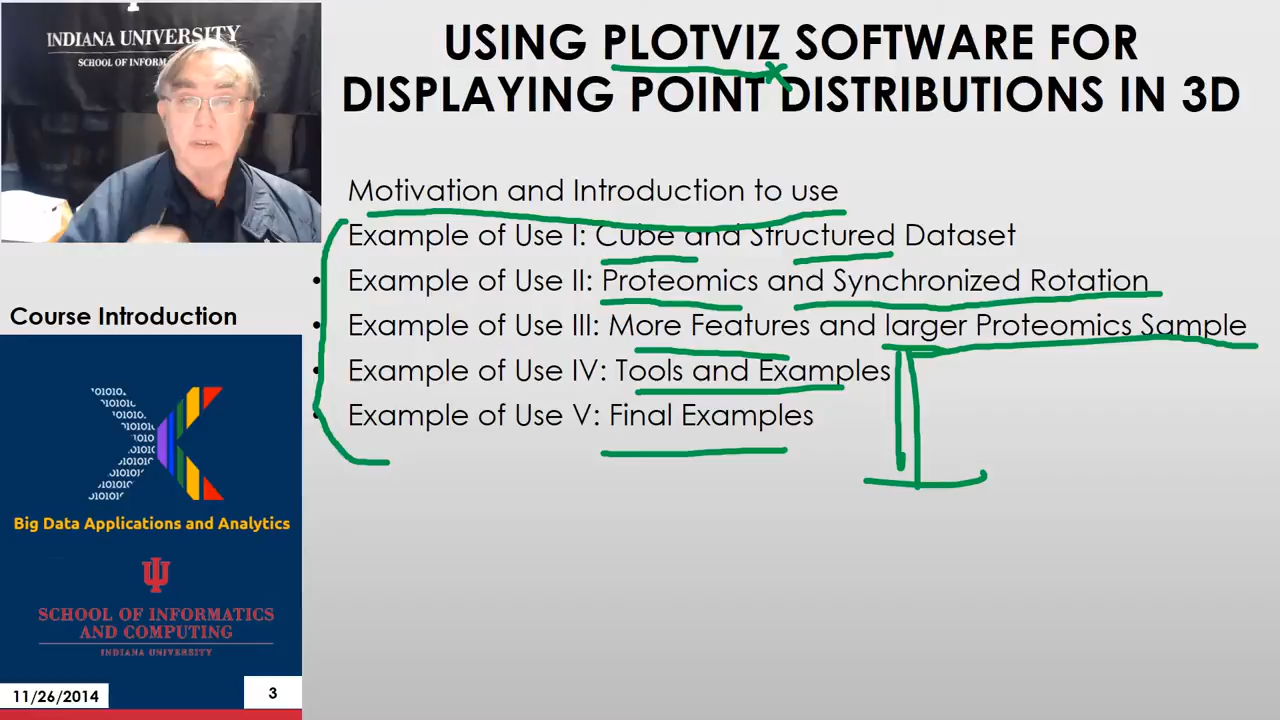 INDIANA UNIVERSITY
SCHOOL OF INFORMA
USING PLOTVIZ SOFTWARE FOR
DISPLAYING POINT DISTRIBUTIONS IN 3D
Motivation and Introduction to use
Example of Use I: Cube and Structured Dataset
• Example of Use II: Proteomics and Synchronized Rotation
• Example of Use III: More Features and larger Proteomics Sample
• Example of Use IV: Tools and Examples
• Example of Use V: Final Examples
Course Introduction
Big Data Applications and Analytics
SCHOOL OF INFORMATICS
AND COMPUTING
INDIANA UNIVERSITY
11/26/2014
3